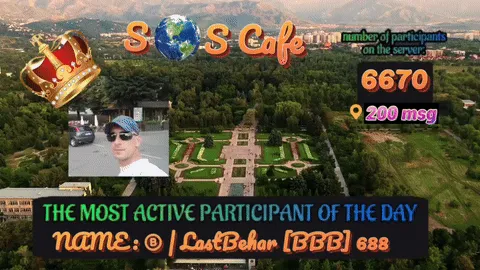 SOS Cafe
number of participants
on the server:
6670
200 msg
THE MOST ACTIVE PARTICIPANT OF THE DAY
NAME: Ⓑ | LastBehar [BBB] 688